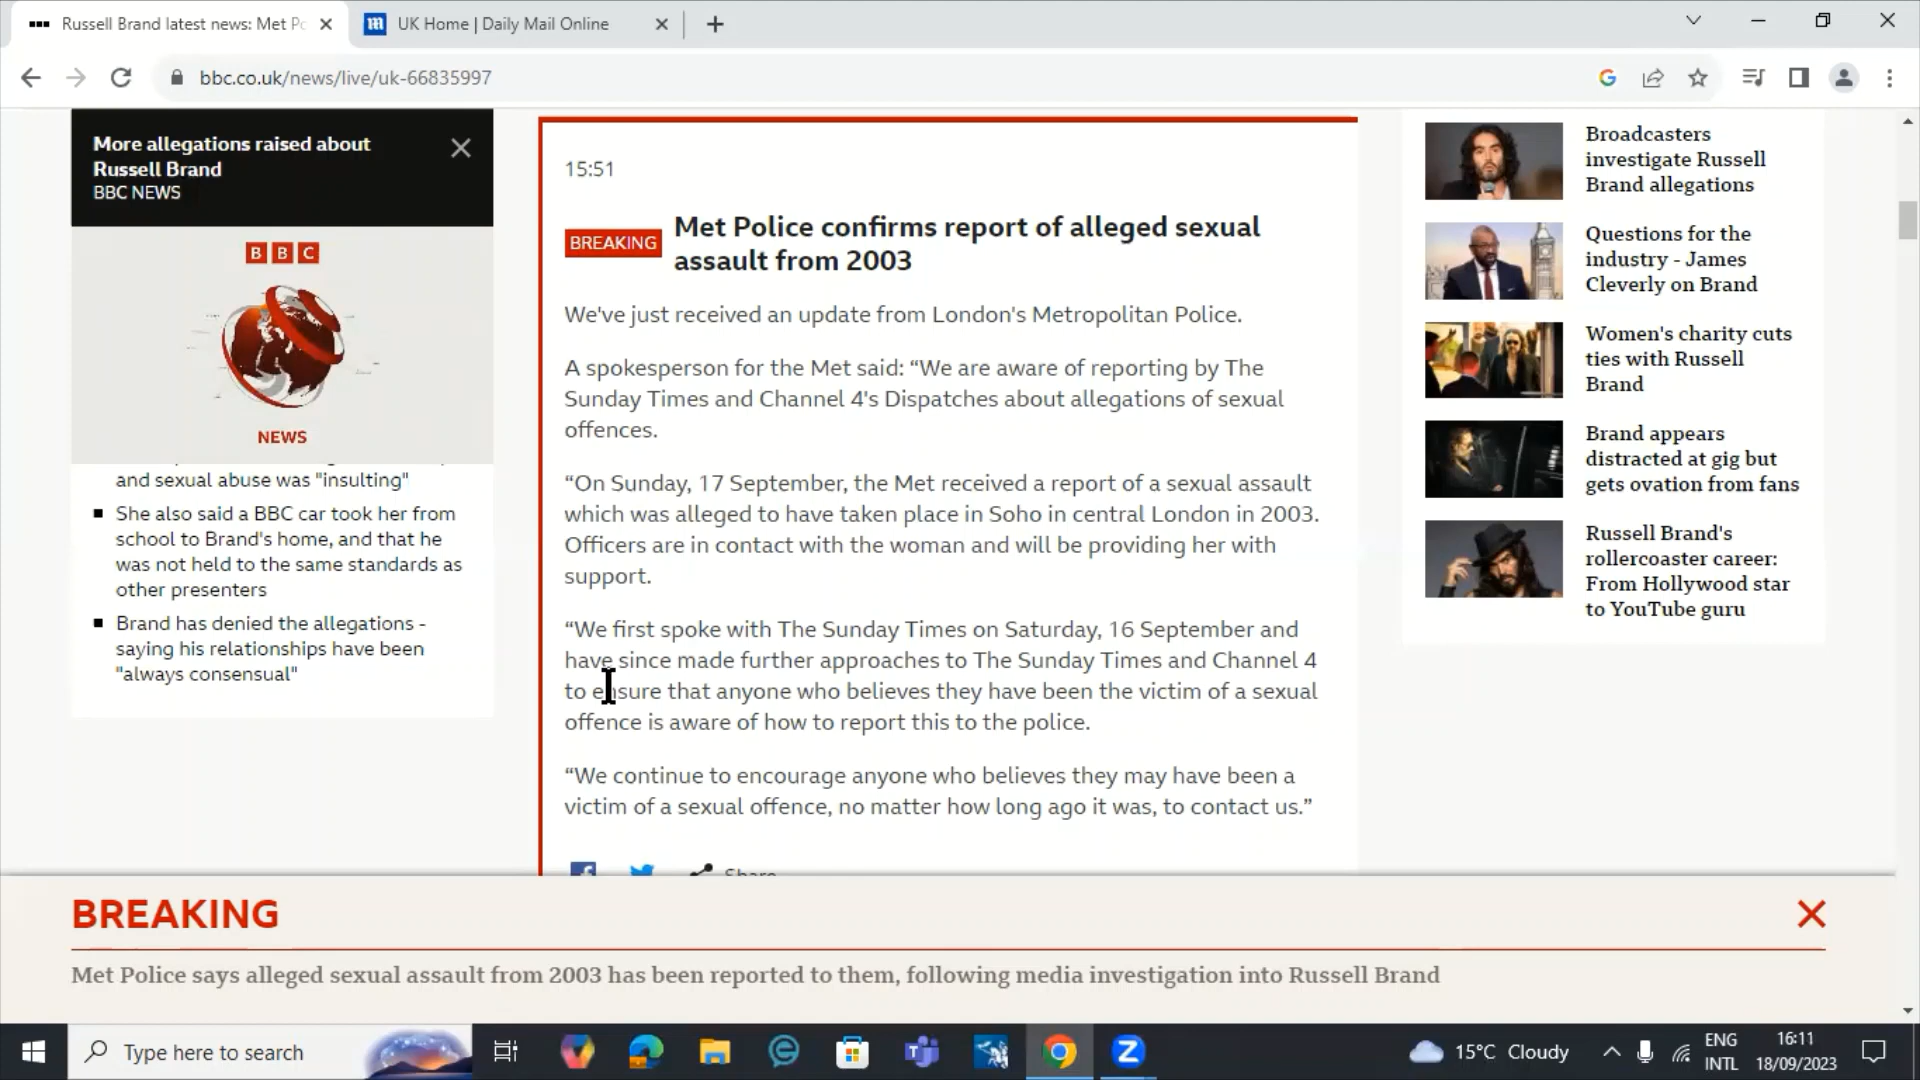 Russell Brand latest news: Met Po
UK Home | Daily Mail Online
bbc.co.uk/news/live/uk-66835997
More allegations raised about
Russell Brand
BBC NEWS
BBC
NEWS
and sexual abuse was "insulting"
She also said a BBC car took her from
school to Brand's home, and that he
was not held to the same standards as
other presenters
Brand has denied the allegations -
saying his relationships have been
"always consensual"
15:51
BREAKING
Met Police confirms report of alleged sexual
assault from 2003
We've just received an update from London's Metropolitan Police.
A spokesperson for the Met said: “We are aware of reporting by The
Sunday Times and Channel 4's Dispatches about allegations of sexual
offences.
“On Sunday, 17 September, the Met received a report of a sexual assault
which was alleged to have taken place in Soho in central London in 2003.
Officers are in contact with the woman and will be providing her with
support.
“We first spoke with The Sunday Times on Saturday, 16 September and
have since made further approaches to The Sunday Times and Channel 4
to ensure that anyone who believes they have been the victim of a sexual
offence is aware of how to report this to the police.
“We continue to encourage anyone who believes they may have been a
victim of a sexual offence, no matter how long ago it was, to contact us.”
Share
Broadcasters
investigate Russell
Brand allegations
Questions for the
industry - James
Cleverly on Brand
Women's charity cuts
ties with Russell
Brand
Brand appears
distracted at gig but
gets ovation from fans
Russell Brand's
rollercoaster career:
From Hollywood star
to YouTube guru
BREAKING
Met Police says alleged sexual assault from 2003 has been reported to them, following media investigation into Russell Brand
Type here to search
15°C Cloudy
ENG
INTL
16:11
18/09/2023